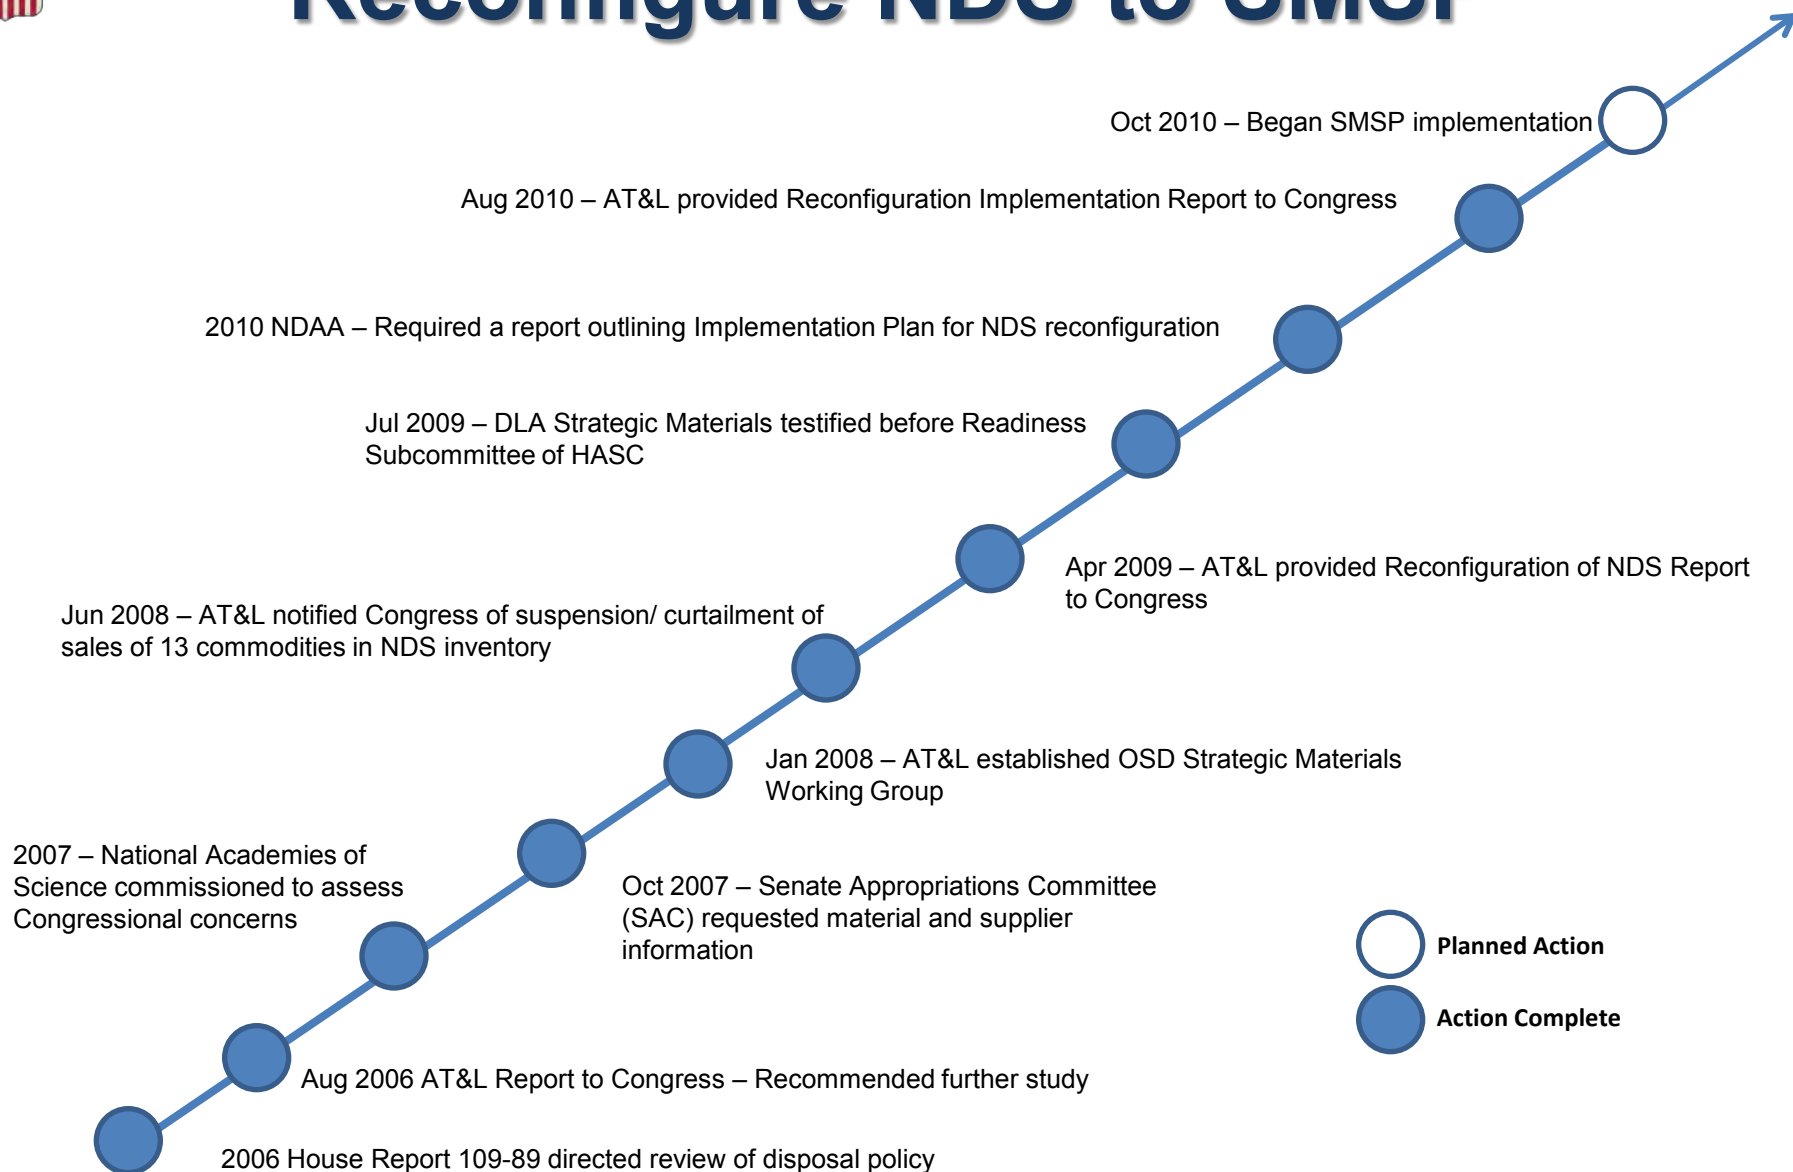 Reconfigure NDS to SMSP
Oct 2010 – Began SMSP implementation
Aug 2010 – AT&L provided Reconfiguration Implementation Report to Congress
2010 NDAA – Required a report outlining Implementation Plan for NDS reconfiguration
Jul 2009 – DLA Strategic Materials testified before Readiness
Subcommittee of HASC
Apr 2009 – AT&L provided Reconfiguration of NDS Report
to Congress
Jun 2008 – AT&L notified Congress of suspension/ curtailment of
sales of 13 commodities in NDS inventory
Jan 2008 – AT&L established OSD Strategic Materials
Working Group
2007 – National Academies of
Science commissioned to assess
Congressional concerns
Oct 2007 – Senate Appropriations Committee
(SAC) requested material and supplier
information
Planned Action
Action Complete
Aug 2006 AT&L Report to Congress – Recommended further study
2006 House Report 109-89 directed review of disposal policy